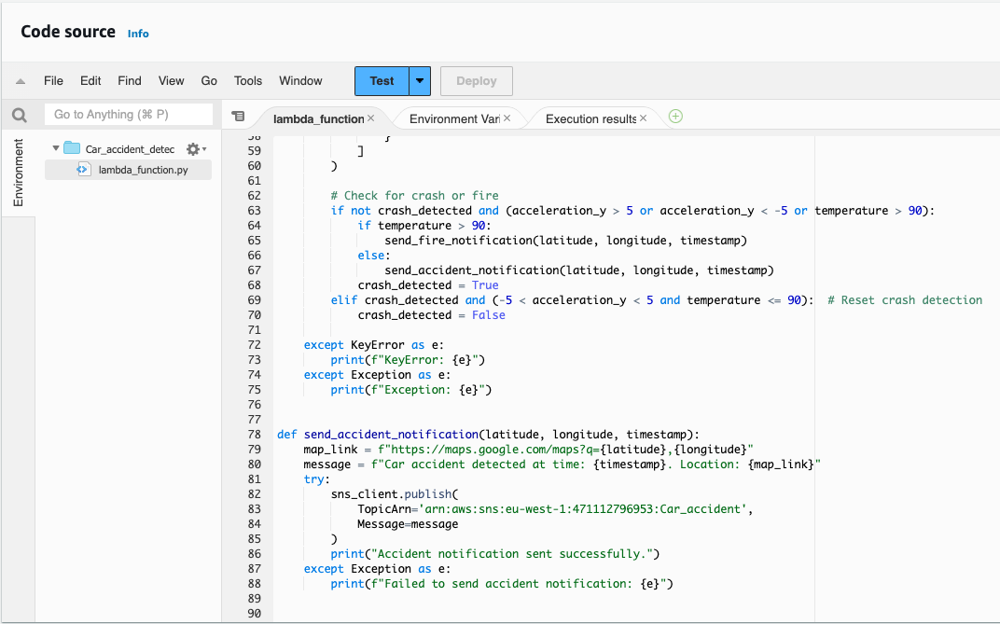 Code source Info
File Edit Find View Go Tools Window Test Deploy
Go to Anything (⌘ P)
lambda_function × Environment Vari × Execution results ×
Environment
Car_accident_detec
lambda_function.py
58 }
59 ]
60 )
61
62 # Check for crash or fire
63 if not crash_detected and (acceleration_y > 5 or acceleration_y < -5 or temperature > 90):
64 if temperature > 90:
65 send_fire_notification(latitude, longitude, timestamp)
66 else:
67 send_accident_notification(latitude, longitude, timestamp)
68 crash_detected = True
69 elif crash_detected and (-5 < acceleration_y < 5 and temperature <= 90): # Reset crash detection
70 crash_detected = False
71
72 except KeyError as e:
73 print(f"KeyError: {e}")
74 except Exception as e:
75 print(f"Exception: {e}")
76
77
78 def send_accident_notification(latitude, longitude, timestamp):
79 map_link = f"https://maps.google.com/maps?q={latitude},{longitude}"
80 message = f"Car accident detected at time: {timestamp}. Location: {map_link}"
81 try:
82 sns_client.publish(
83 TopicArn='arn:aws:sns:eu-west-1:471112796953:Car_accident',
84 Message=message
85 )
86 print("Accident notification sent successfully.")
87 except Exception as e:
88 print(f"Failed to send accident notification: {e}")
89
90